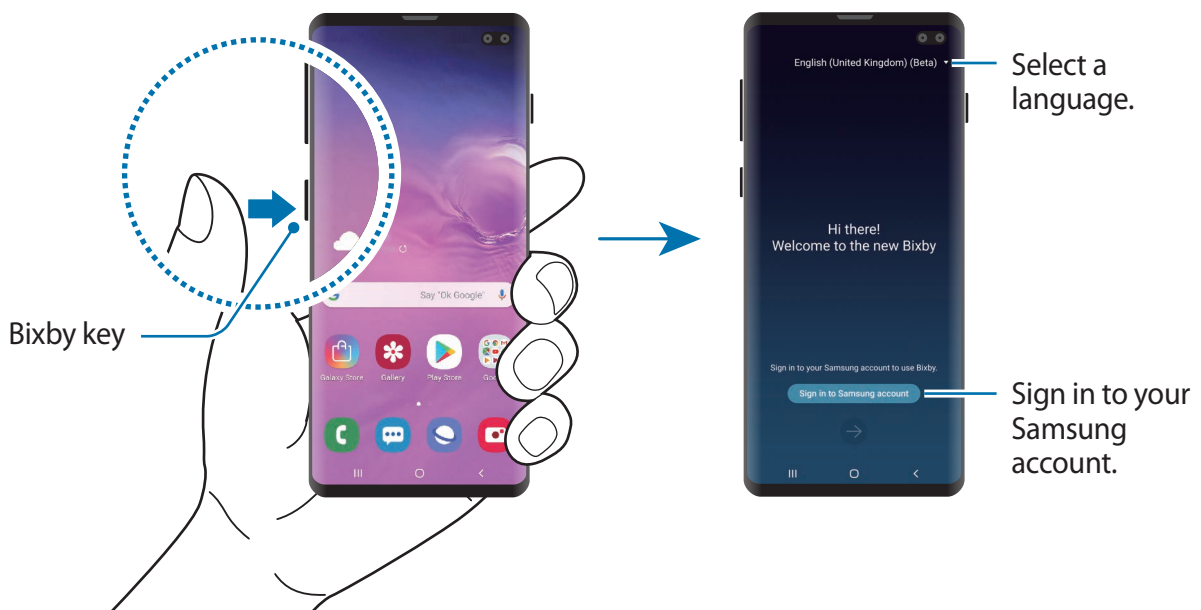 Bixby key
Say "Ok Google"
Galaxy Store
Gallery
Play Store
English (United Kingdom) (Beta)
Select a
language.
Hi there!
Welcome to the new Bixby
Sign in to your Samsung account to use Bixby.
Sign in to Samsung account
Sign in to your
Samsung
account.